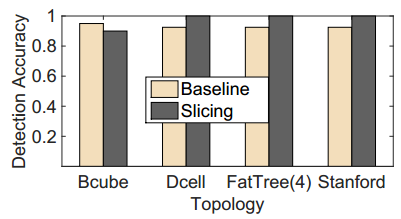 Detection Accuracy
1
0.8
0.6
0.4
0.2
Baseline
Slicing
Bcube Dcell FatTree(4) Stanford
Topology